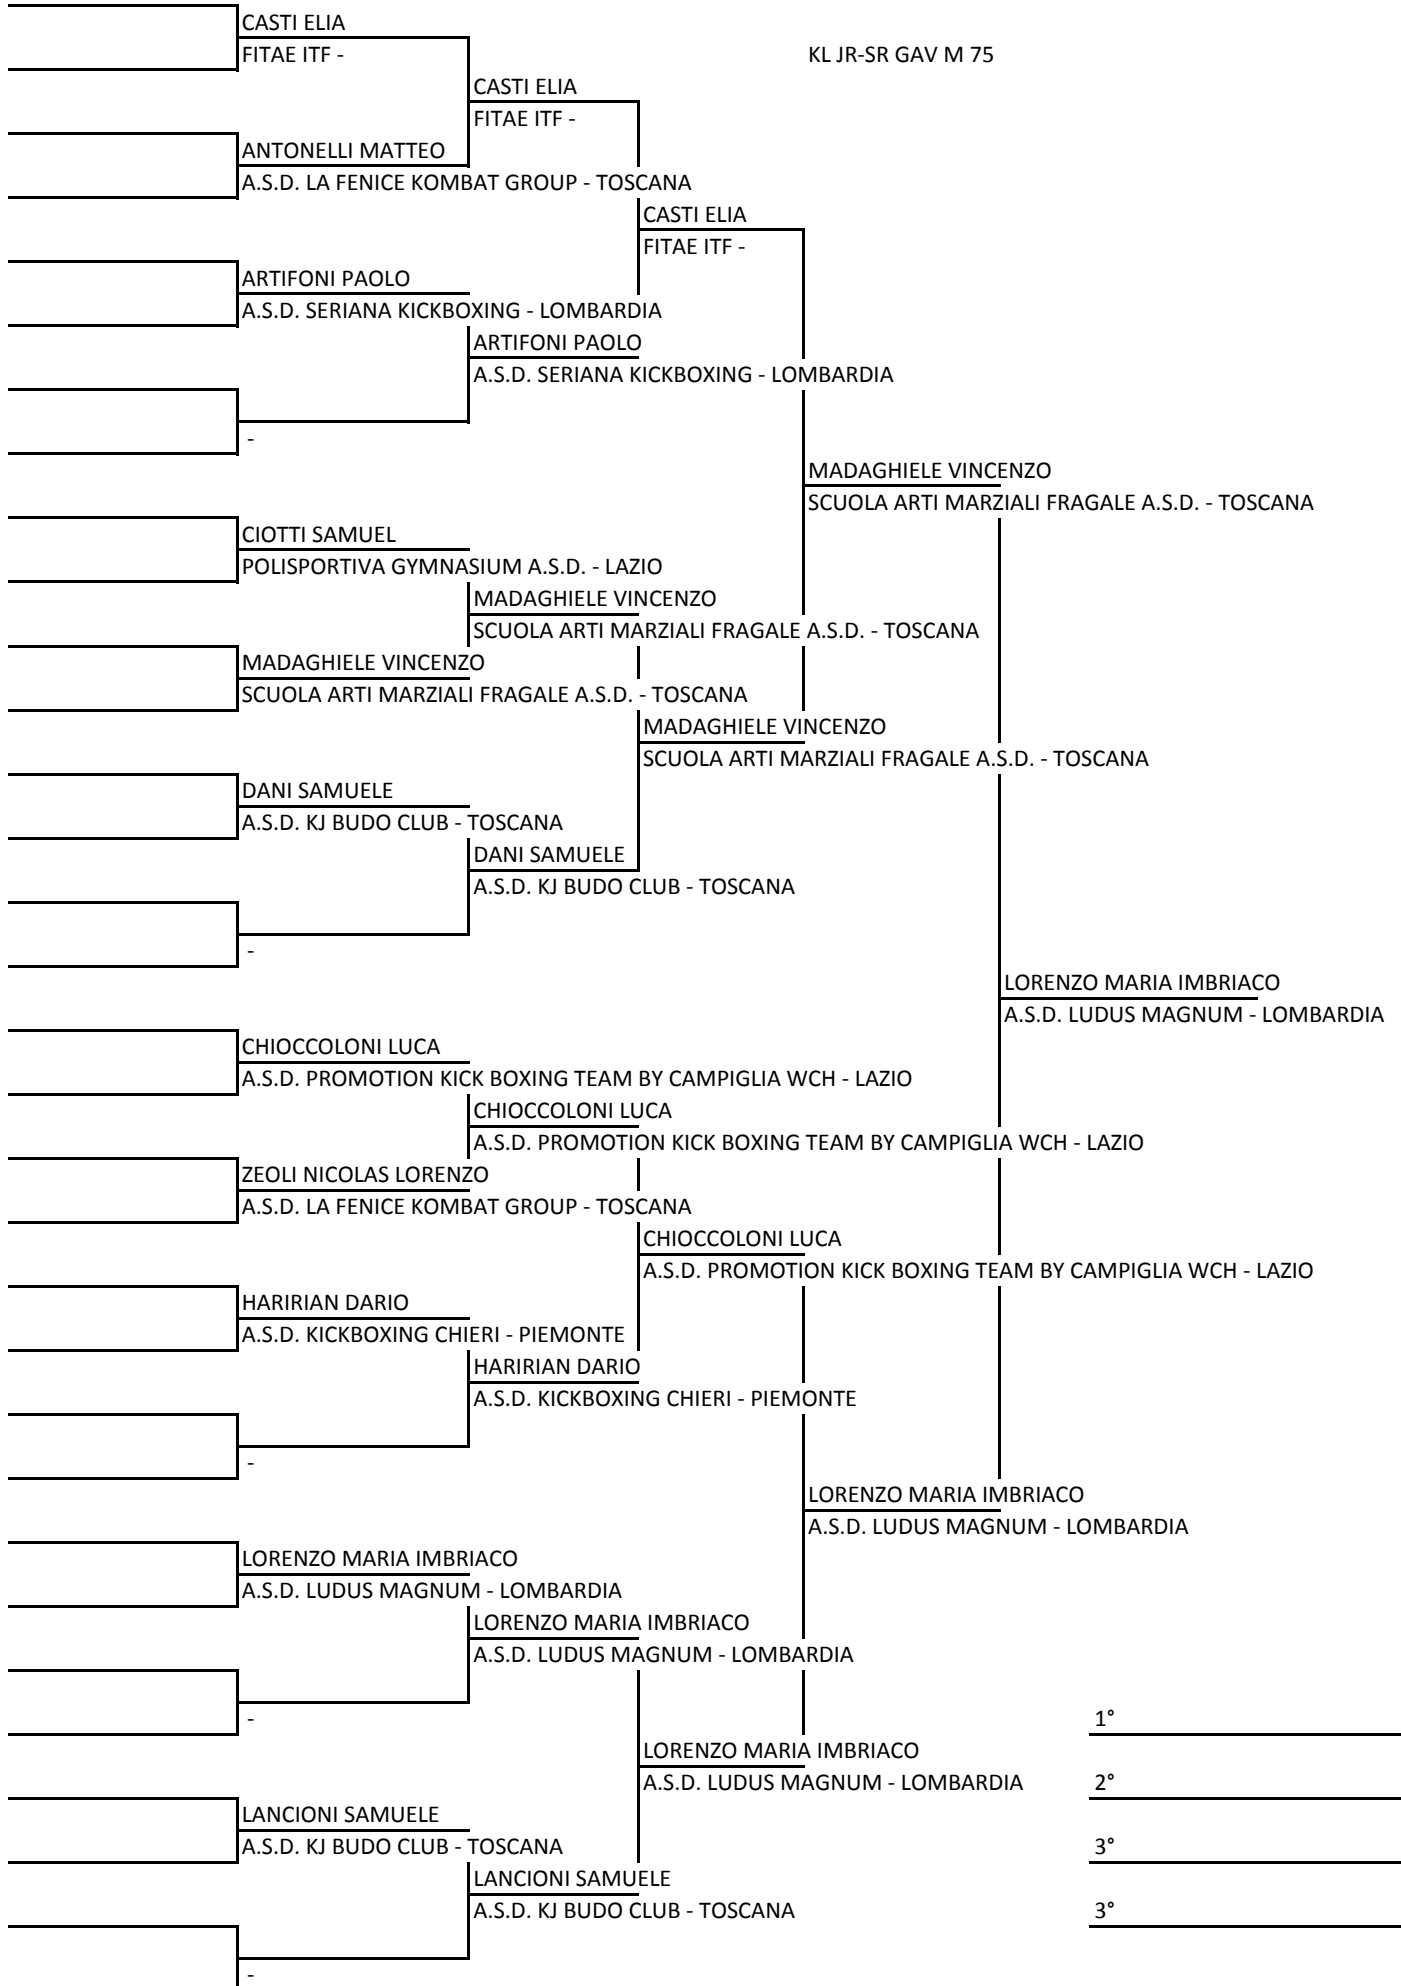 CASTI ELIA
FITAE ITF -
KL JR-SR GAV M 75
CASTI ELIA
FITAE ITF -
ANTONELLI MATTEO
A.S.D. LA FENICE KOMBAT GROUP - TOSCANA
CASTI ELIA
FITAE ITF -
ARTIFONI PAOLO
A.S.D. SERIANA KICKBOXING - LOMBARDIA
ARTIFONI PAOLO
A.S.D. SERIANA KICKBOXING - LOMBARDIA
-
MADAGHIELE VINCENZO
SCUOLA ARTI MARZIALI FRAGALE A.S.D. - TOSCANA
CIOTTI SAMUEL
POLISPORTIVA GYMNASIUM A.S.D. - LAZIO
MADAGHIELE VINCENZO
SCUOLA ARTI MARZIALI FRAGALE A.S.D. - TOSCANA
MADAGHIELE VINCENZO
SCUOLA ARTI MARZIALI FRAGALE A.S.D. - TOSCANA
MADAGHIELE VINCENZO
SCUOLA ARTI MARZIALI FRAGALE A.S.D. - TOSCANA
DANI SAMUELE
A.S.D. KJ BUDO CLUB - TOSCANA
DANI SAMUELE
A.S.D. KJ BUDO CLUB - TOSCANA
-
LORENZO MARIA IMBRIACO
A.S.D. LUDUS MAGNUM - LOMBARDIA
CHIOCCOLONI LUCA
A.S.D. PROMOTION KICK BOXING TEAM BY CAMPIGLIA WCH - LAZIO
CHIOCCOLONI LUCA
A.S.D. PROMOTION KICK BOXING TEAM BY CAMPIGLIA WCH - LAZIO
ZEOLI NICOLAS LORENZO
A.S.D. LA FENICE KOMBAT GROUP - TOSCANA
CHIOCCOLONI LUCA
A.S.D. PROMOTION KICK BOXING TEAM BY CAMPIGLIA WCH - LAZIO
HARIRIAN DARIO
A.S.D. KICKBOXING CHIERI - PIEMONTE
HARIRIAN DARIO
A.S.D. KICKBOXING CHIERI - PIEMONTE
-
LORENZO MARIA IMBRIACO
A.S.D. LUDUS MAGNUM - LOMBARDIA
LORENZO MARIA IMBRIACO
A.S.D. LUDUS MAGNUM - LOMBARDIA
LORENZO MARIA IMBRIACO
A.S.D. LUDUS MAGNUM - LOMBARDIA
-
1°
LORENZO MARIA IMBRIACO
A.S.D. LUDUS MAGNUM - LOMBARDIA
2°
LANCIONI SAMUELE
A.S.D. KJ BUDO CLUB - TOSCANA
3°
LANCIONI SAMUELE
A.S.D. KJ BUDO CLUB - TOSCANA
3°
-